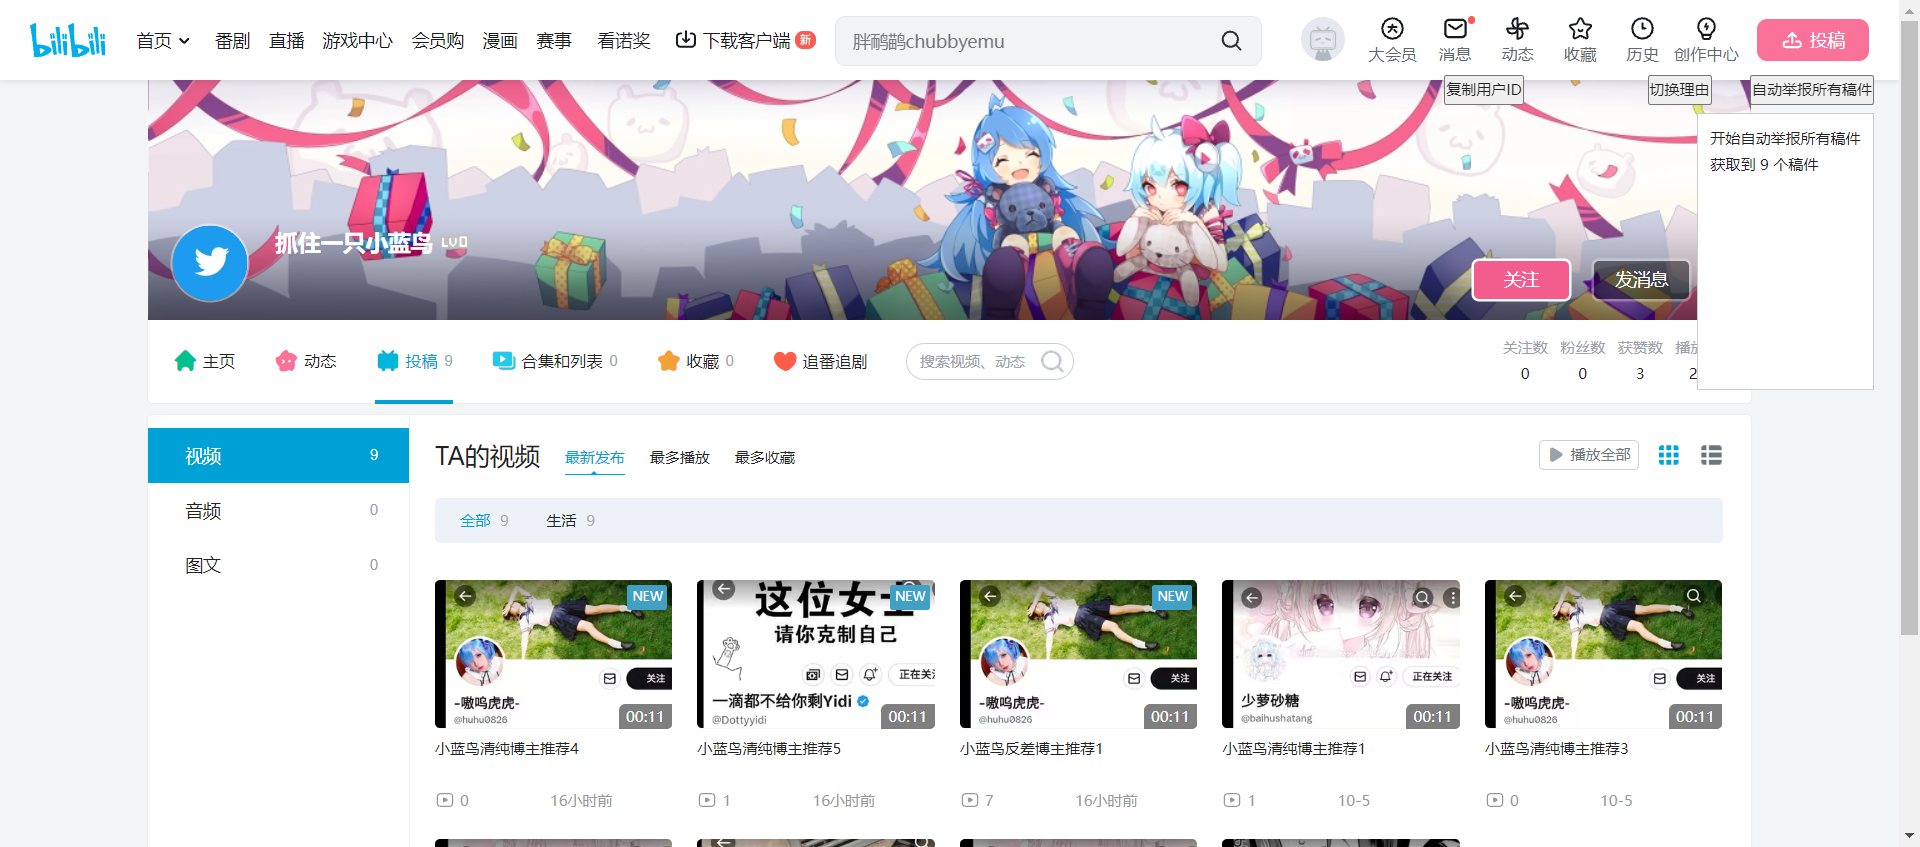 bilibili
首页
番剧
直播
游戏中心
会员购
漫画
赛事
看诺奖
下载客户端 新
胖鸸鹋chubbyemu
大会员
消息
动态
收藏
历史
创作中心
投稿
复制用户ID
切换理由
自动举报所有稿件
开始自动举报所有稿件
获取到 9 个稿件
抓住一只小蓝鸟 LV0
关注
发消息
主页
动态
投稿 9
合集和列表 0
收藏 0
追番追剧
搜索视频、动态
关注数 粉丝数 获赞数
0 0 3 2
视频 9
音频 0
图文 0
TA的视频
最新发布
最多播放
最多收藏
播放全部
全部 9
生活 9
NEW
关注
-嗷呜虎虎-
@huhu0826
00:11
小蓝鸟清纯博主推荐4
0 16小时前
这位女士
NEW
请你克制自己
正在关注
一滴都不给你剩Yidi
@Dottyyidi
00:11
小蓝鸟清纯博主推荐5
1 16小时前
NEW
关注
-嗷呜虎虎-
@huhu0826
00:11
小蓝鸟反差博主推荐1
7 16小时前
正在关注
少萝砂糖
@baihushatang
00:11
小蓝鸟清纯博主推荐1
1 10-5
关注
-嗷呜虎虎-
@huhu0826
00:11
小蓝鸟清纯博主推荐3
0 10-5